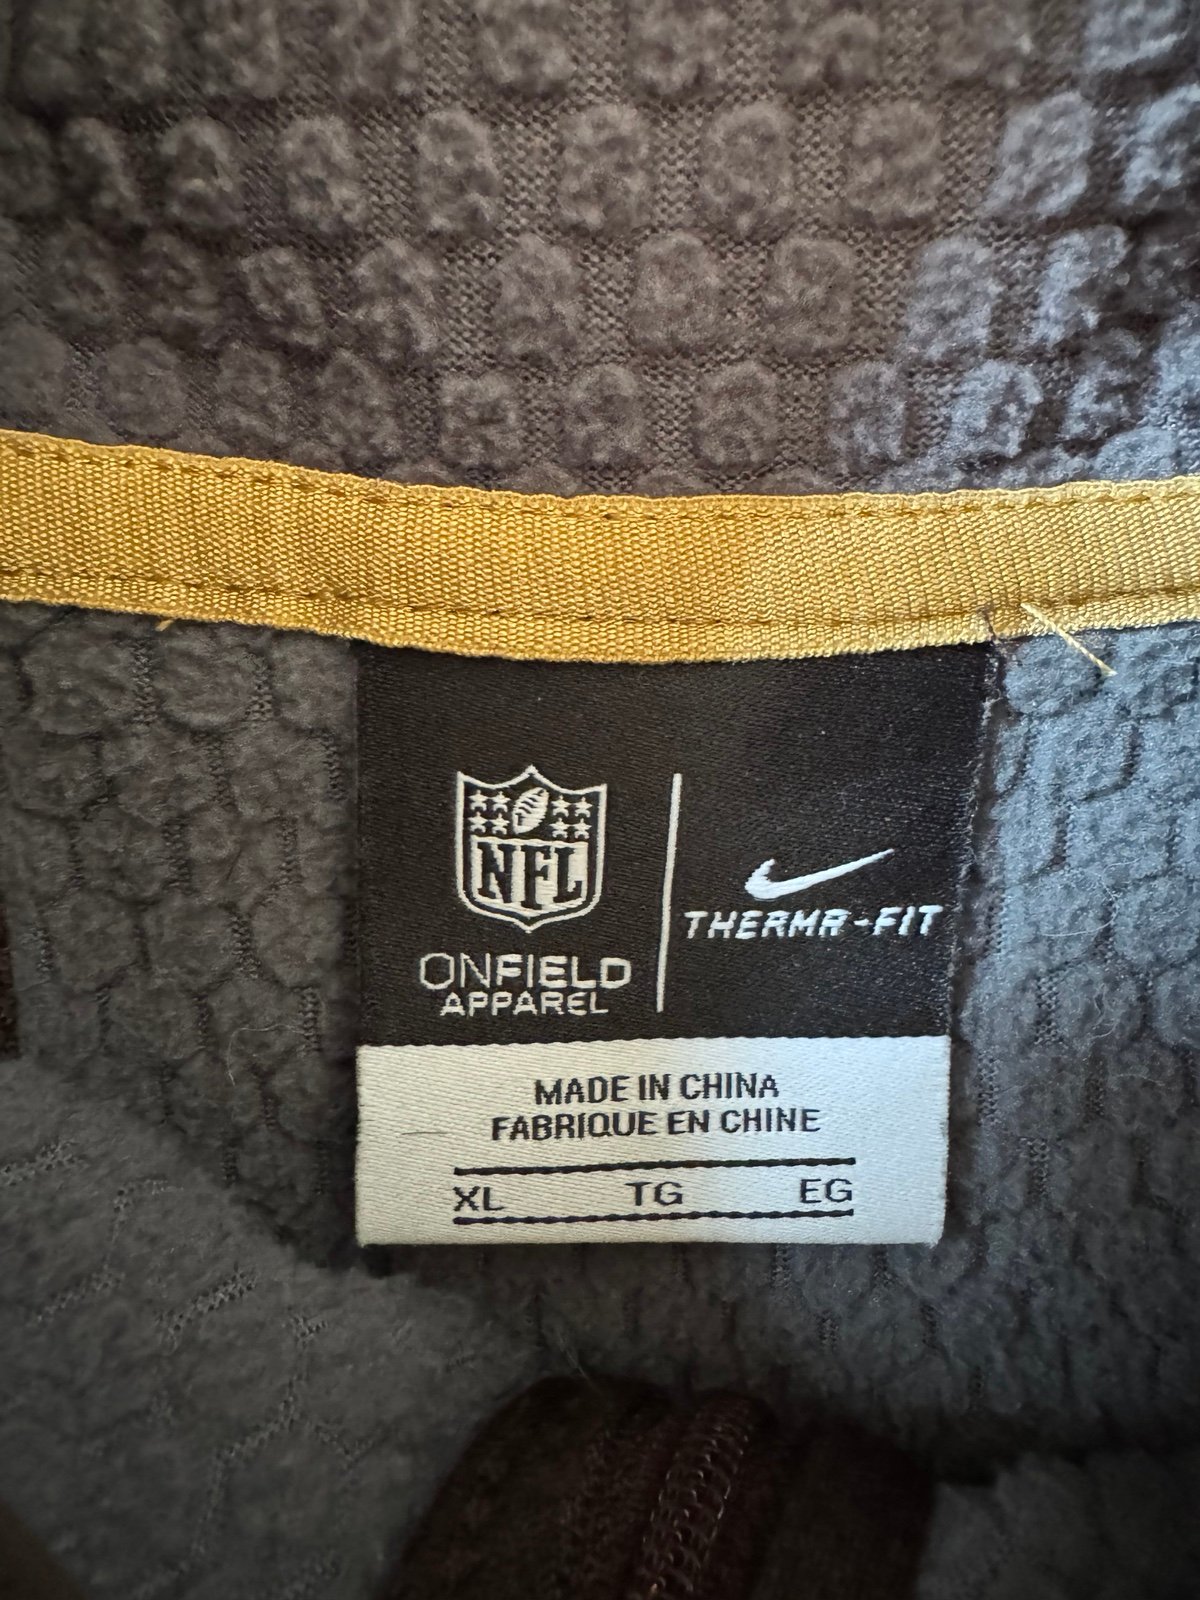 NFL
ONFIELD
APPAREL
THERMA-FIT
MADE IN CHINA
FABRIQUE EN CHINE
XL TG EG